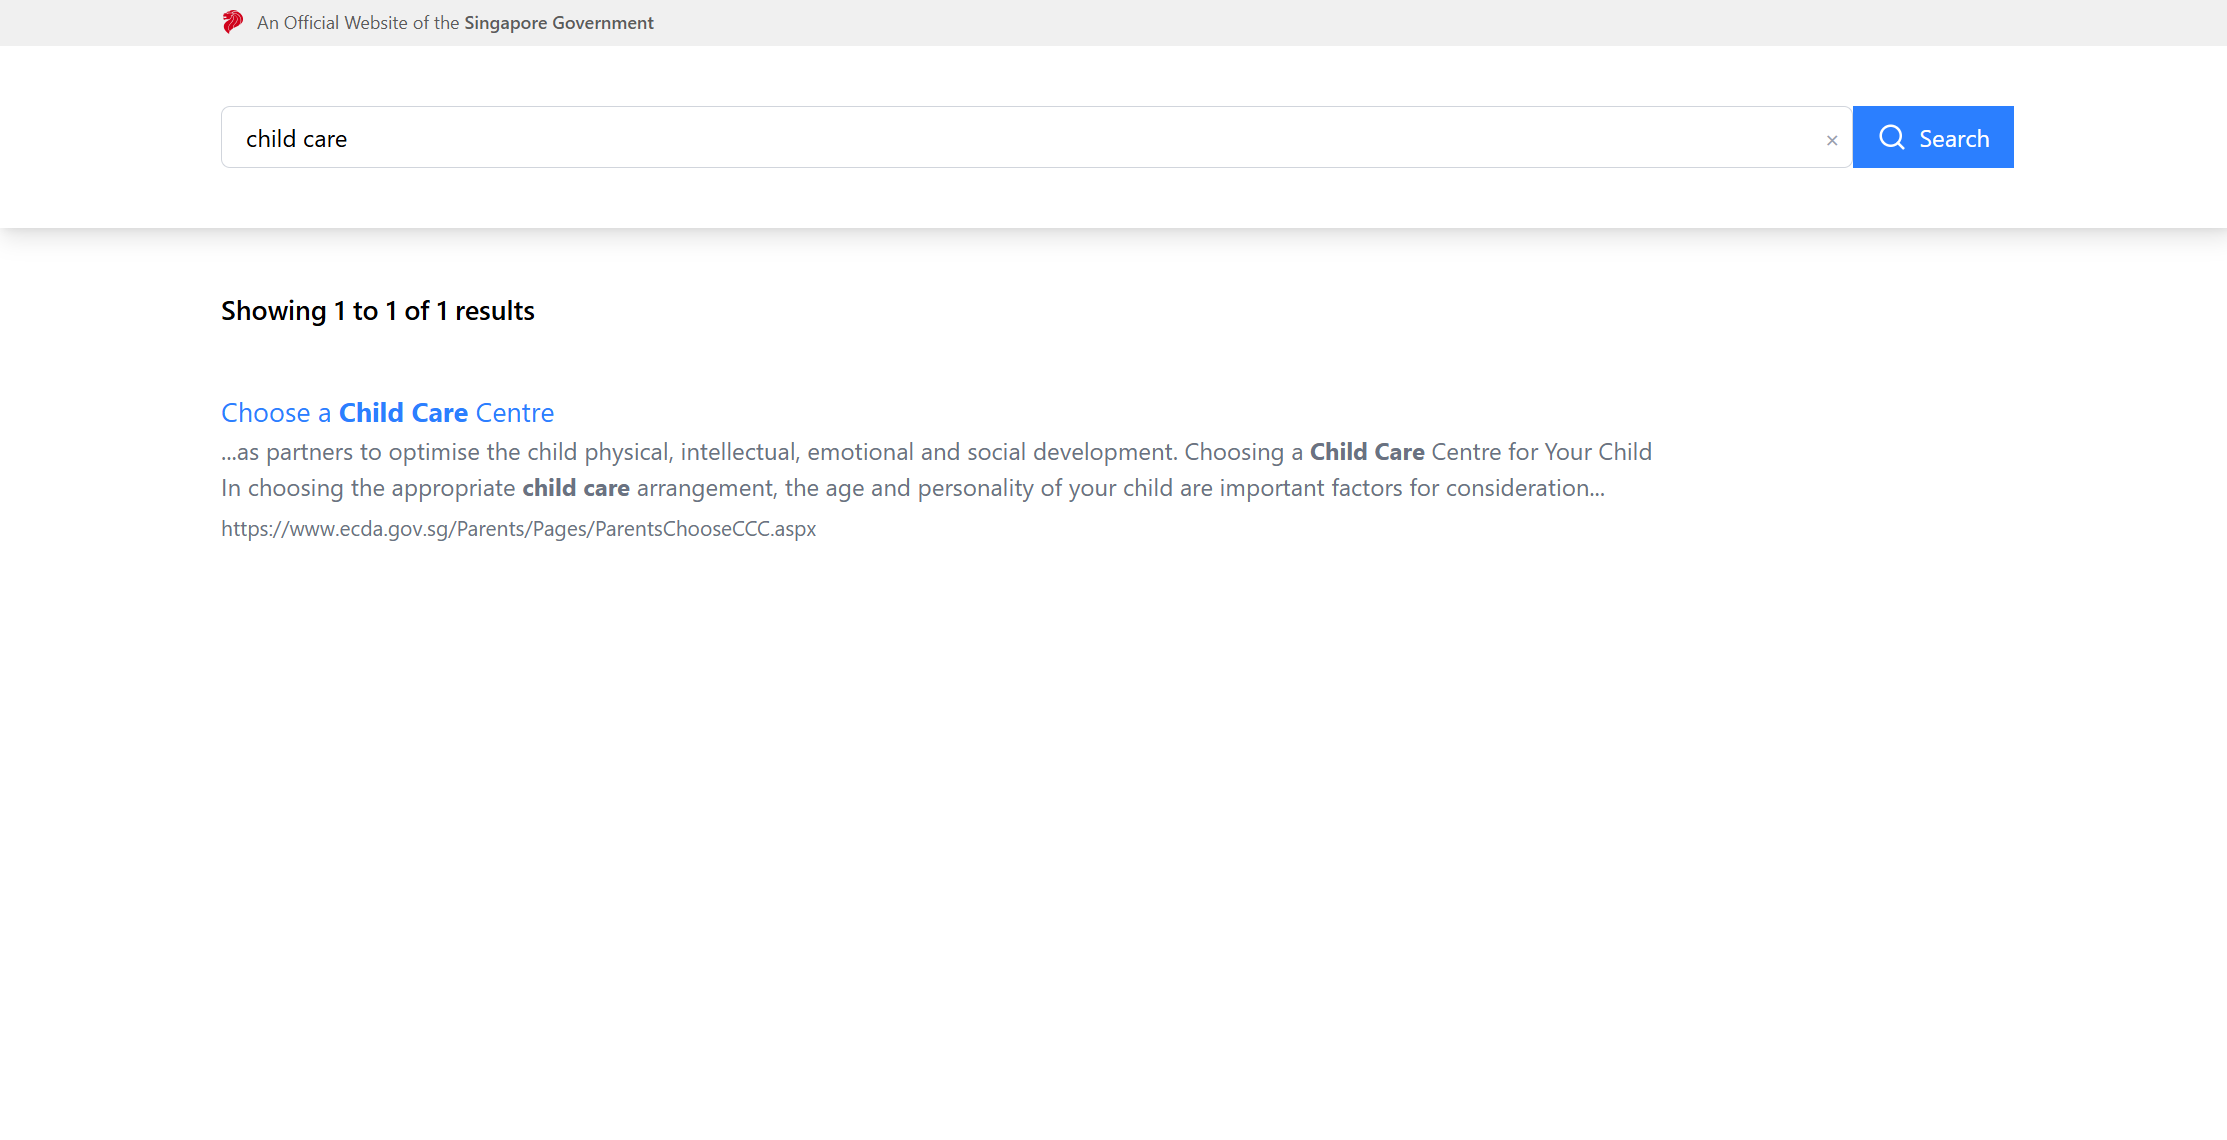 An Official Website of the Singapore Government
child care
× Search
Showing 1 to 1 of 1 results
Choose a Child Care Centre
...as partners to optimise the child physical, intellectual, emotional and social development. Choosing a Child Care Centre for Your Child
In choosing the appropriate child care arrangement, the age and personality of your child are important factors for consideration...
https://www.ecda.gov.sg/Parents/Pages/ParentsChooseCCC.aspx